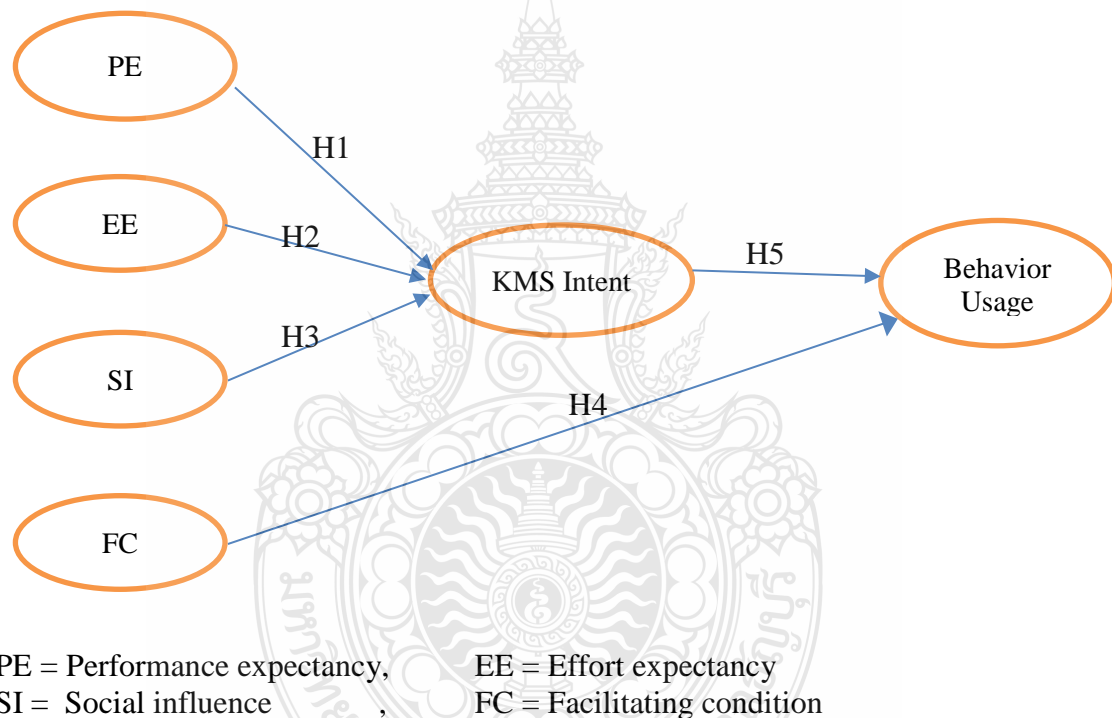 PE
H1
EE
H2
KMS Intent
H5
Behavior
Usage
H3
SI
H4
FC
PE = Performance expectancy, EE = Effort expectancy
SI = Social influence , FC = Facilitating condition